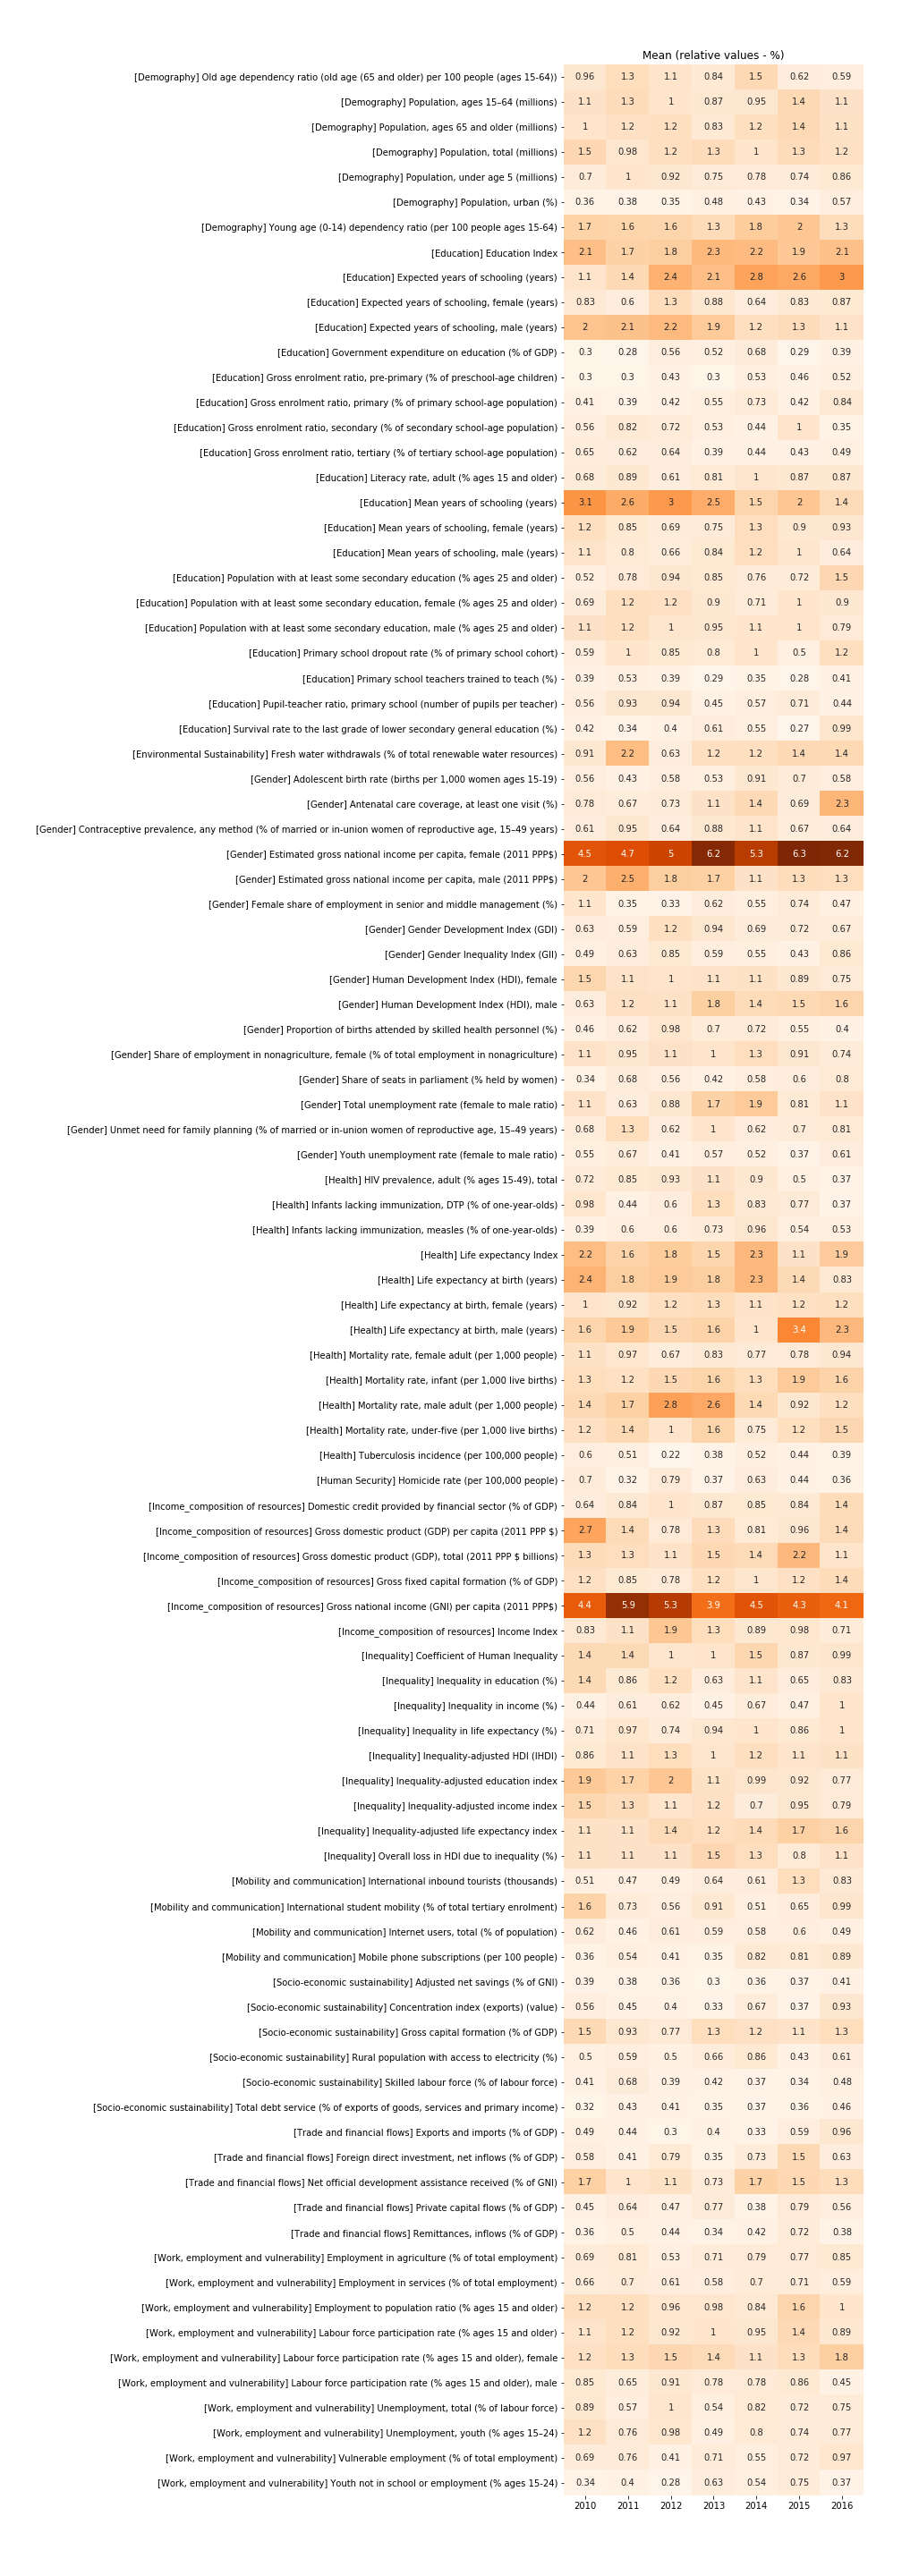 Mean (relative values - %)
[Demography] Old age dependency ratio (old age (65 and older) per 100 people (ages 15-64)) 0.96 1.3 1.1 0.84 1.5 0.62 0.59
[Demography] Population, ages 15–64 (millions) 1.1 1.3 1 0.87 0.95 1.4 1.1
[Demography] Population, ages 65 and older (millions) 1 1.2 1.2 0.83 1.2 1.4 1.1
[Demography] Population, total (millions) 1.5 0.98 1.2 1.3 1 1.3 1.2
[Demography] Population, under age 5 (millions) 0.7 1 0.92 0.75 0.78 0.74 0.86
[Demography] Population, urban (%) 0.36 0.38 0.35 0.48 0.43 0.34 0.57
[Demography] Young age (0-14) dependency ratio (per 100 people ages 15-64) 1.7 1.6 1.6 1.3 1.8 2 1.3
[Education] Education Index 2.1 1.7 1.8 2.3 2.2 1.9 2.1
[Education] Expected years of schooling (years) 1.1 1.4 2.4 2.1 2.8 2.6 3
[Education] Expected years of schooling, female (years) 0.83 0.6 1.3 0.88 0.64 0.83 0.87
[Education] Expected years of schooling, male (years) 2 2.1 2.2 1.9 1.2 1.3 1.1
[Education] Government expenditure on education (% of GDP) 0.3 0.28 0.56 0.52 0.68 0.29 0.39
[Education] Gross enrolment ratio, pre-primary (% of preschool-age children) 0.3 0.3 0.43 0.3 0.53 0.46 0.52
[Education] Gross enrolment ratio, primary (% of primary school-age population) 0.41 0.39 0.42 0.55 0.73 0.42 0.84
[Education] Gross enrolment ratio, secondary (% of secondary school-age population) 0.56 0.82 0.72 0.53 0.44 1 0.35
[Education] Gross enrolment ratio, tertiary (% of tertiary school-age population) 0.65 0.62 0.64 0.39 0.44 0.43 0.49
[Education] Literacy rate, adult (% ages 15 and older) 0.68 0.89 0.61 0.81 1 0.87 0.87
[Education] Mean years of schooling (years) 3.1 2.6 3 2.5 1.5 2 1.4
[Education] Mean years of schooling, female (years) 1.2 0.85 0.69 0.75 1.3 0.9 0.93
[Education] Mean years of schooling, male (years) 1.1 0.8 0.66 0.84 1.2 1 0.64
[Education] Population with at least some secondary education (% ages 25 and older) 0.52 0.78 0.94 0.85 0.76 0.72 1.5
[Education] Population with at least some secondary education, female (% ages 25 and older) 0.69 1.2 1.2 0.9 0.71 1 0.9
[Education] Population with at least some secondary education, male (% ages 25 and older) 1.1 1.2 1 0.95 1.1 1 0.79
[Education] Primary school dropout rate (% of primary school cohort) 0.59 1 0.85 0.8 1 0.5 1.2
[Education] Primary school teachers trained to teach (%) 0.39 0.53 0.39 0.29 0.35 0.28 0.41
[Education] Pupil-teacher ratio, primary school (number of pupils per teacher) 0.56 0.93 0.94 0.45 0.57 0.71 0.44
[Education] Survival rate to the last grade of lower secondary general education (%) 0.42 0.34 0.4 0.61 0.55 0.27 0.99
[Environmental Sustainability] Fresh water withdrawals (% of total renewable water resources) 0.91 2.2 0.63 1.2 1.2 1.4 1.4
[Gender] Adolescent birth rate (births per 1,000 women ages 15-19) 0.56 0.43 0.58 0.53 0.91 0.7 0.58
[Gender] Antenatal care coverage, at least one visit (%) 0.78 0.67 0.73 1.1 1.4 0.69 2.3
[Gender] Contraceptive prevalence, any method (% of married or in-union women of reproductive age, 15–49 years) 0.61 0.95 0.64 0.88 1.1 0.67 0.64
[Gender] Estimated gross national income per capita, female (2011 PPP$) 4.5 4.7 5 6.2 5.3 6.3 6.2
[Gender] Estimated gross national income per capita, male (2011 PPP$) 2 2.5 1.8 1.7 1.1 1.3 1.3
[Gender] Female share of employment in senior and middle management (%) 1.1 0.35 0.33 0.62 0.55 0.74 0.47
[Gender] Gender Development Index (GDI) 0.63 0.59 1.2 0.94 0.69 0.72 0.67
[Gender] Gender Inequality Index (GII) 0.49 0.63 0.85 0.59 0.55 0.43 0.86
[Gender] Human Development Index (HDI), female 1.5 1.1 1 1.1 1.1 0.89 0.75
[Gender] Human Development Index (HDI), male 0.63 1.2 1.1 1.8 1.4 1.5 1.6
[Gender] Proportion of births attended by skilled health personnel (%) 0.46 0.62 0.98 0.7 0.72 0.55 0.4
[Gender] Share of employment in nonagriculture, female (% of total employment in nonagriculture) 1.1 0.95 1.1 1 1.3 0.91 0.74
[Gender] Share of seats in parliament (% held by women) 0.34 0.68 0.56 0.42 0.58 0.6 0.8
[Gender] Total unemployment rate (female to male ratio) 1.1 0.63 0.88 1.7 1.9 0.81 1.1
[Gender] Unmet need for family planning (% of married or in-union women of reproductive age, 15–49 years) 0.68 1.3 0.62 1 0.62 0.7 0.81
[Gender] Youth unemployment rate (female to male ratio) 0.55 0.67 0.41 0.57 0.52 0.37 0.61
[Health] HIV prevalence, adult (% ages 15-49), total 0.72 0.85 0.93 1.1 0.9 0.5 0.37
[Health] Infants lacking immunization, DTP (% of one-year-olds) 0.98 0.44 0.6 1.3 0.83 0.77 0.37
[Health] Infants lacking immunization, measles (% of one-year-olds) 0.39 0.6 0.6 0.73 0.96 0.54 0.53
[Health] Life expectancy Index 2.2 1.6 1.8 1.5 2.3 1.1 1.9
[Health] Life expectancy at birth (years) 2.4 1.8 1.9 1.8 2.3 1.4 0.83
[Health] Life expectancy at birth, female (years) 1 0.92 1.2 1.3 1.1 1.2 1.2
[Health] Life expectancy at birth, male (years) 1.6 1.9 1.5 1.6 1 3.4 2.3
[Health] Mortality rate, female adult (per 1,000 people) 1.1 0.97 0.67 0.83 0.77 0.78 0.94
[Health] Mortality rate, infant (per 1,000 live births) 1.3 1.2 1.5 1.6 1.3 1.9 1.6
[Health] Mortality rate, male adult (per 1,000 people) 1.4 1.7 2.8 2.6 1.4 0.92 1.2
[Health] Mortality rate, under-five (per 1,000 live births) 1.2 1.4 1 1.6 0.75 1.2 1.5
[Health] Tuberculosis incidence (per 100,000 people) 0.6 0.51 0.22 0.38 0.52 0.44 0.39
[Human Security] Homicide rate (per 100,000 people) 0.7 0.32 0.79 0.37 0.63 0.44 0.36
[Income_composition of resources] Domestic credit provided by financial sector (% of GDP) 0.64 0.84 1 0.87 0.85 0.84 1.4
[Income_composition of resources] Gross domestic product (GDP) per capita (2011 PPP $) 2.7 1.4 0.78 1.3 0.81 0.96 1.4
[Income_composition of resources] Gross domestic product (GDP), total (2011 PPP $ billions) 1.3 1.3 1.1 1.5 1.4 2.2 1.1
[Income_composition of resources] Gross fixed capital formation (% of GDP) 1.2 0.85 0.78 1.2 1 1.2 1.4
[Income_composition of resources] Gross national income (GNI) per capita (2011 PPP$) 4.4 5.9 5.3 3.9 4.5 4.3 4.1
[Income_composition of resources] Income Index 0.83 1.1 1.9 1.3 0.89 0.98 0.71
[Inequality] Coefficient of Human Inequality 1.4 1.4 1 1 1.5 0.87 0.99
[Inequality] Inequality in education (%) 1.4 0.86 1.2 0.63 1.1 0.65 0.83
[Inequality] Inequality in income (%) 0.44 0.61 0.62 0.45 0.67 0.47 1
[Inequality] Inequality in life expectancy (%) 0.71 0.97 0.74 0.94 1 0.86 1
[Inequality] Inequality-adjusted HDI (IHDI) 0.86 1.1 1.3 1 1.2 1.1 1.1
[Inequality] Inequality-adjusted education index 1.9 1.7 2 1.1 0.99 0.92 0.77
[Inequality] Inequality-adjusted income index 1.5 1.3 1.1 1.2 0.7 0.95 0.79
[Inequality] Inequality-adjusted life expectancy index 1.1 1.1 1.4 1.2 1.4 1.7 1.6
[Inequality] Overall loss in HDI due to inequality (%) 1.1 1.1 1.1 1.5 1.3 0.8 1.1
[Mobility and communication] International inbound tourists (thousands) 0.51 0.47 0.49 0.64 0.61 1.3 0.83
[Mobility and communication] International student mobility (% of total tertiary enrolment) 1.6 0.73 0.56 0.91 0.51 0.65 0.99
[Mobility and communication] Internet users, total (% of population) 0.62 0.46 0.61 0.59 0.58 0.6 0.49
[Mobility and communication] Mobile phone subscriptions (per 100 people) 0.36 0.54 0.41 0.35 0.82 0.81 0.89
[Socio-economic sustainability] Adjusted net savings (% of GNI) 0.39 0.38 0.36 0.3 0.36 0.37 0.41
[Socio-economic sustainability] Concentration index (exports) (value) 0.56 0.45 0.4 0.33 0.67 0.37 0.93
[Socio-economic sustainability] Gross capital formation (% of GDP) 1.5 0.93 0.77 1.3 1.2 1.1 1.3
[Socio-economic sustainability] Rural population with access to electricity (%) 0.5 0.59 0.5 0.66 0.86 0.43 0.61
[Socio-economic sustainability] Skilled labour force (% of labour force) 0.41 0.68 0.39 0.42 0.37 0.34 0.48
[Socio-economic sustainability] Total debt service (% of exports of goods, services and primary income) 0.32 0.43 0.41 0.35 0.37 0.36 0.46
[Trade and financial flows] Exports and imports (% of GDP) 0.49 0.44 0.3 0.4 0.33 0.59 0.96
[Trade and financial flows] Foreign direct investment, net inflows (% of GDP) 0.58 0.41 0.79 0.35 0.73 1.5 0.63
[Trade and financial flows] Net official development assistance received (% of GNI) 1.7 1 1.1 0.73 1.7 1.5 1.3
[Trade and financial flows] Private capital flows (% of GDP) 0.45 0.64 0.47 0.77 0.38 0.79 0.56
[Trade and financial flows] Remittances, inflows (% of GDP) 0.36 0.5 0.44 0.34 0.42 0.72 0.38
[Work, employment and vulnerability] Employment in agriculture (% of total employment) 0.69 0.81 0.53 0.71 0.79 0.77 0.85
[Work, employment and vulnerability] Employment in services (% of total employment) 0.66 0.7 0.61 0.58 0.7 0.71 0.59
[Work, employment and vulnerability] Employment to population ratio (% ages 15 and older) 1.2 1.2 0.96 0.98 0.84 1.6 1
[Work, employment and vulnerability] Labour force participation rate (% ages 15 and older) 1.1 1.2 0.92 1 0.95 1.4 0.89
[Work, employment and vulnerability] Labour force participation rate (% ages 15 and older), female 1.2 1.3 1.5 1.4 1.1 1.3 1.8
[Work, employment and vulnerability] Labour force participation rate (% ages 15 and older), male 0.85 0.65 0.91 0.78 0.78 0.86 0.45
[Work, employment and vulnerability] Unemployment, total (% of labour force) 0.89 0.57 1 0.54 0.82 0.72 0.75
[Work, employment and vulnerability] Unemployment, youth (% ages 15–24) 1.2 0.76 0.98 0.49 0.8 0.74 0.77
[Work, employment and vulnerability] Vulnerable employment (% of total employment) 0.69 0.76 0.41 0.71 0.55 0.72 0.97
[Work, employment and vulnerability] Youth not in school or employment (% ages 15-24) 0.34 0.4 0.28 0.63 0.54 0.75 0.37
2010 2011 2012 2013 2014 2015 2016